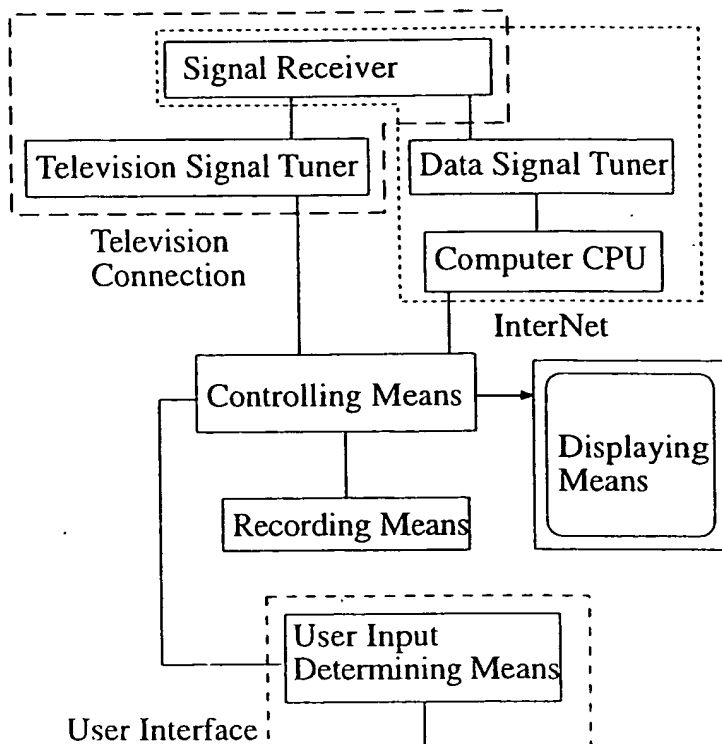 Signal Receiver
Television Signal Tuner
Data Signal Tuner
Television
Connection
Computer CPU
InterNet
Controlling Means
Displaying
Means
Recording Means
User Input
Determining Means
User Interface